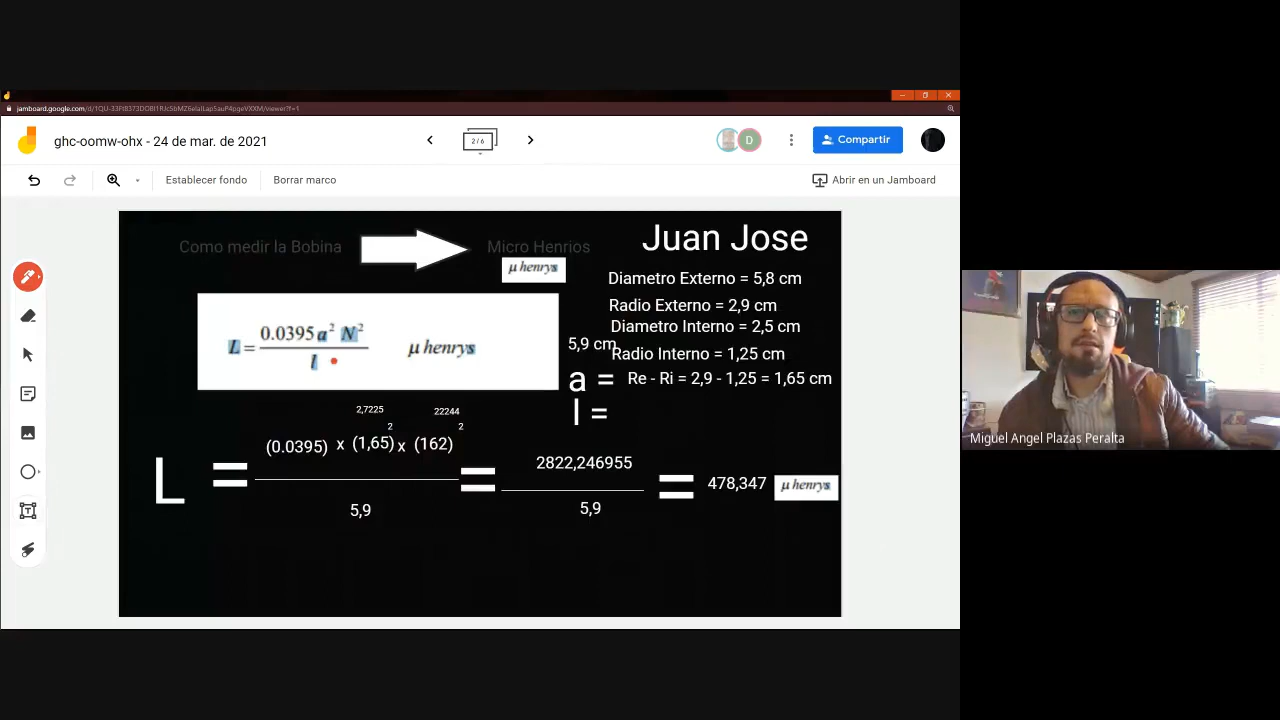 ghc-oomw-ohx - 24 de mar. de 2021
2 / 6
D
Compartir
Establecer fondo
Borrar marco
Abrir en un Jamboard
Como medir la Bobina
Micro Henrios
μ henrys
Juan Jose
Diametro Externo = 5,8 cm
Radio Externo = 2,9 cm
Diametro Interno = 2,5 cm
5,9 cm
Radio Interno = 1,25 cm
a = Re - Ri = 2,9 - 1,25 = 1,65 cm
l =
L = 0.0395 a² N² / l μ henrys
2,7225 22244
L = (0.0395) x (1,65)² x (162)² / 5,9 = 2822,246955 / 5,9 = 478,347 μ henrys
Miguel Angel Plazas Peralta